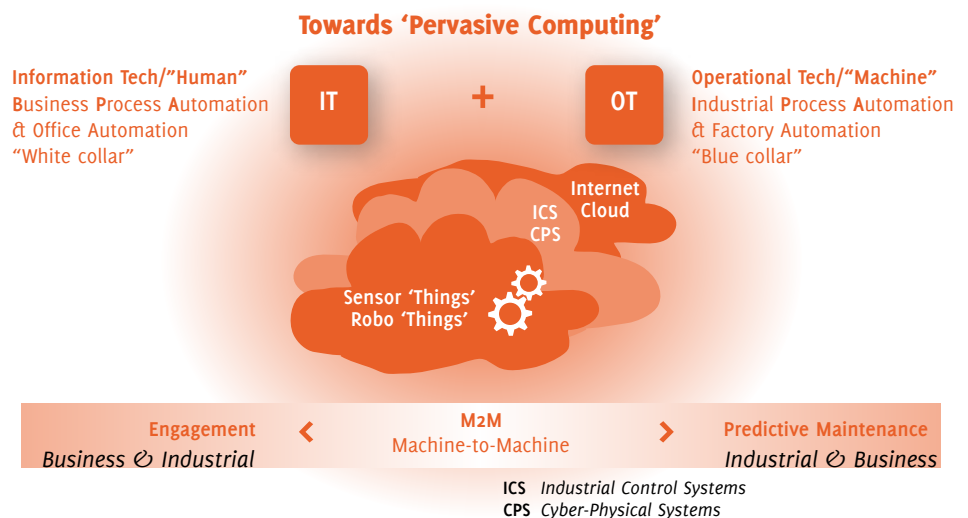 Towards ‘Pervasive Computing’
Information Tech/”Human”
Business Process Automation
& Office Automation
“White collar”
IT
+
OT
Operational Tech/“Machine”
Industrial Process Automation
& Factory Automation
“Blue collar”
Internet
Cloud
ICS
CPS
Sensor ‘Things’
Robo ‘Things’
Engagement
Business & Industrial
M2M
Machine-to-Machine
Predictive Maintenance
Industrial & Business
ICS Industrial Control Systems
CPS Cyber-Physical Systems